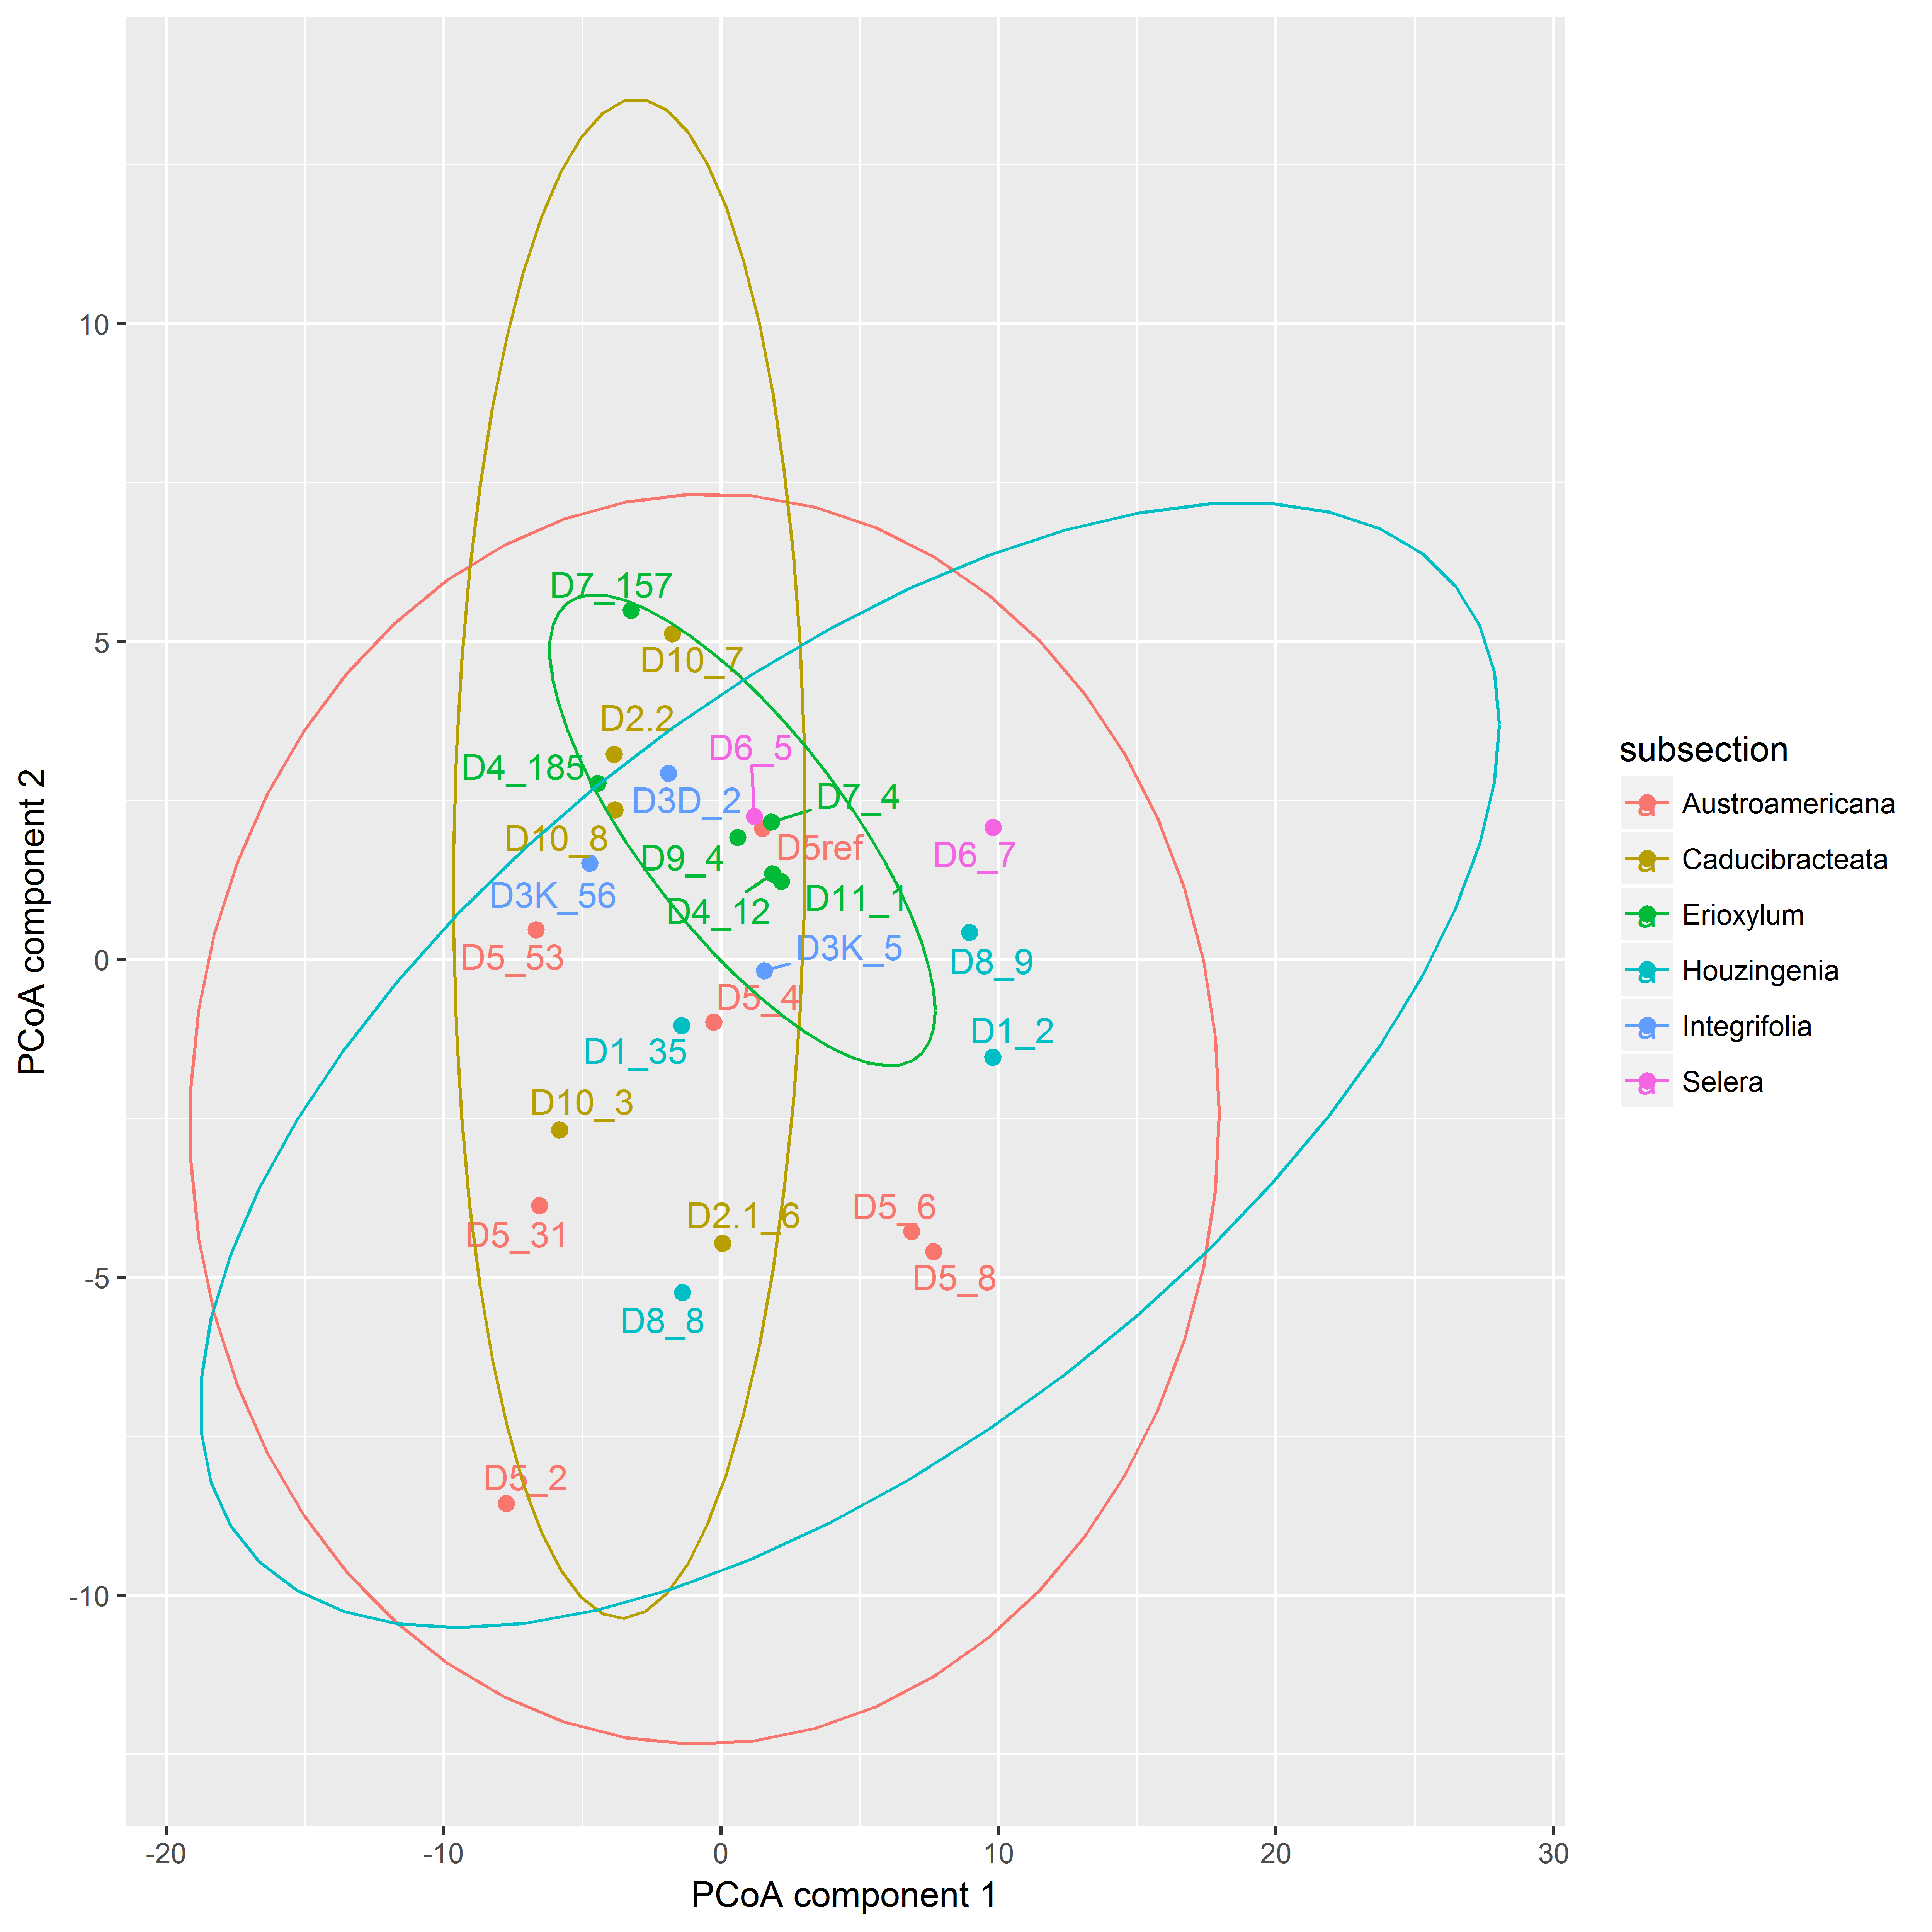 10
5
0
-5
-10
PCoA component 2
D7_157
D10_7
D2.2
D6_5
D4_185
D3D_2
D7_4
D10_8
D9_4
D5ref
D6_7
D3K_56
D4_12
D11_1
D5_53
D3K_5
D8_9
D5_4
D1_35
D1_2
D10_3
D5_31
D2.1_6
D5_6
D5_8
D8_8
D5_2
-20
-10
0
10
20
30
PCoA component 1
subsection
a Austroamericana
a Caducibracteata
a Erioxylum
a Houzingenia
a Integrifolia
a Selera